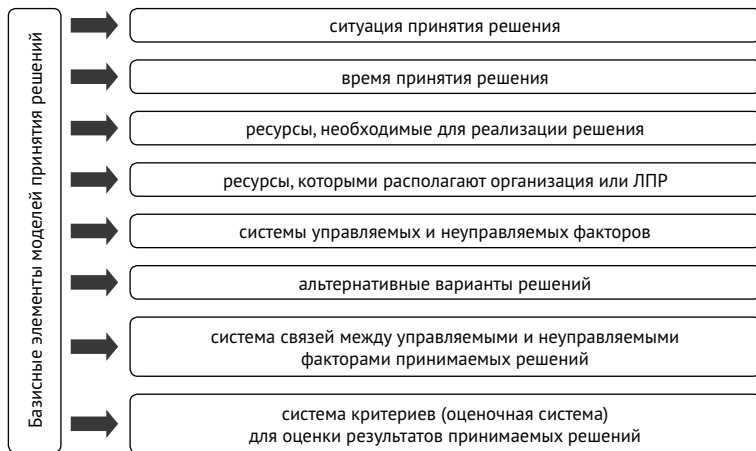 Базисные элементы моделей принятия решений
ситуация принятия решения
время принятия решения
ресурсы, необходимые для реализации решения
ресурсы, которыми располагают организация или ЛПР
системы управляемых и неуправляемых факторов
альтернативные варианты решений
система связей между управляемыми и неуправляемыми
факторами принимаемых решений
система критериев (оценочная система)
для оценки результатов принимаемых решений